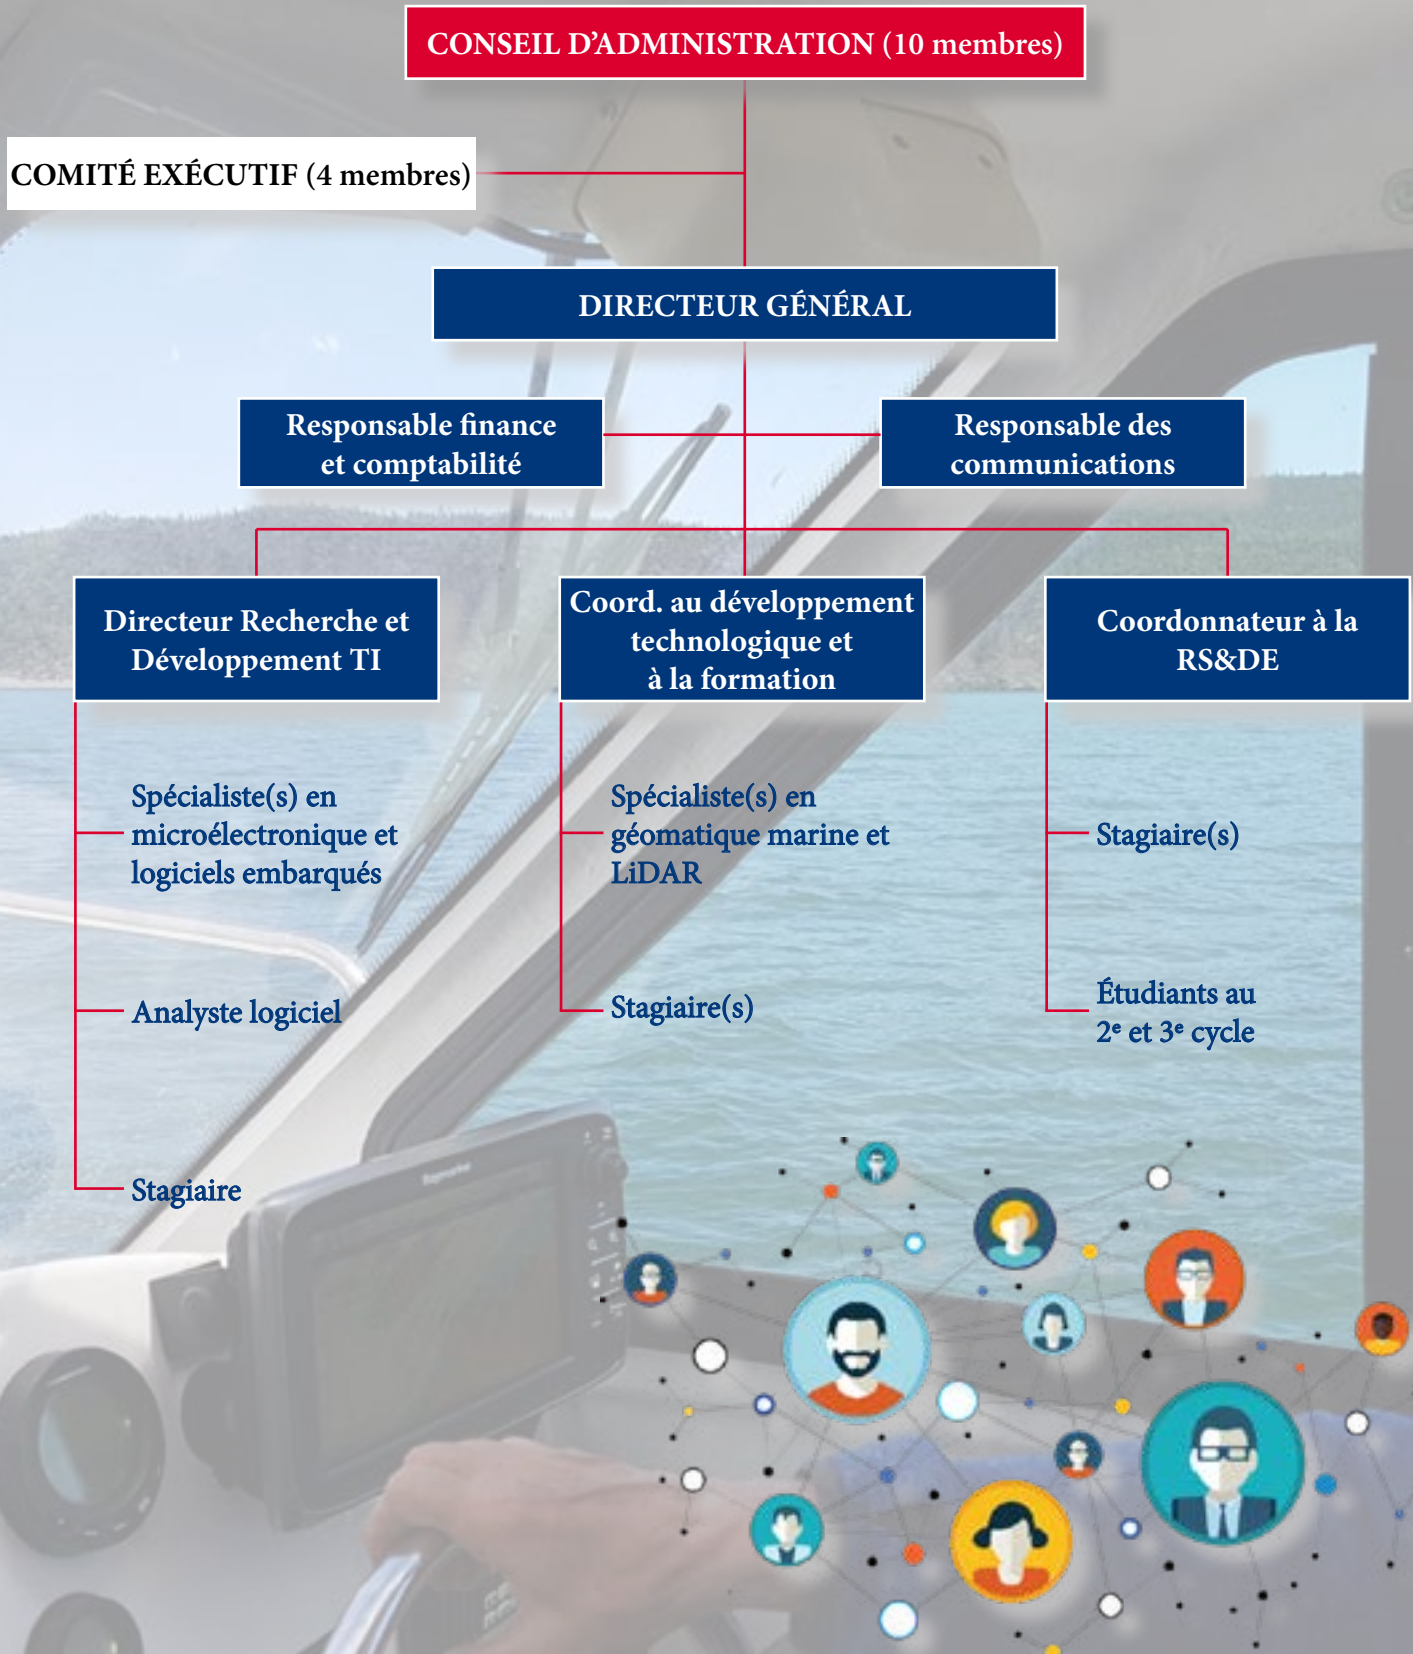 CONSEIL D'ADMINISTRATION (10 membres)
COMITÉ EXÉCUTIF (4 membres)
DIRECTEUR GÉNÉRAL
Responsable finance
et comptabilité
Responsable des
communications
Directeur Recherche et
Développement TI
Coord. au développement
technologique et
à la formation
Coordonnateur à la
RS&DE
Spécialiste(s) en
microélectronique et
logiciels embarqués
Analyste logiciel
Stagiaire
Spécialiste(s) en
géomatique marine et
LiDAR
Stagiaire(s)
Stagiaire(s)
Étudiants au
2e et 3e cycle